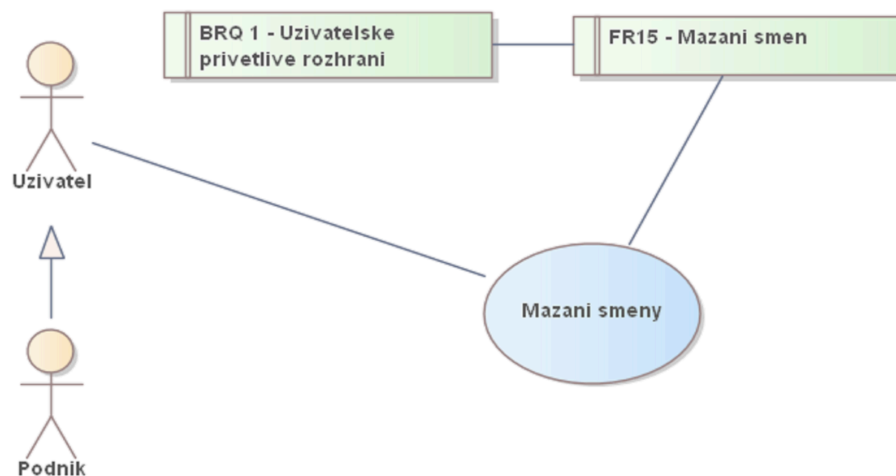 BRQ 1 - Uzivatelske
privetlive rozhrani
FR15 - Mazani smen
Uzivatel
Mazani smeny
Podnik